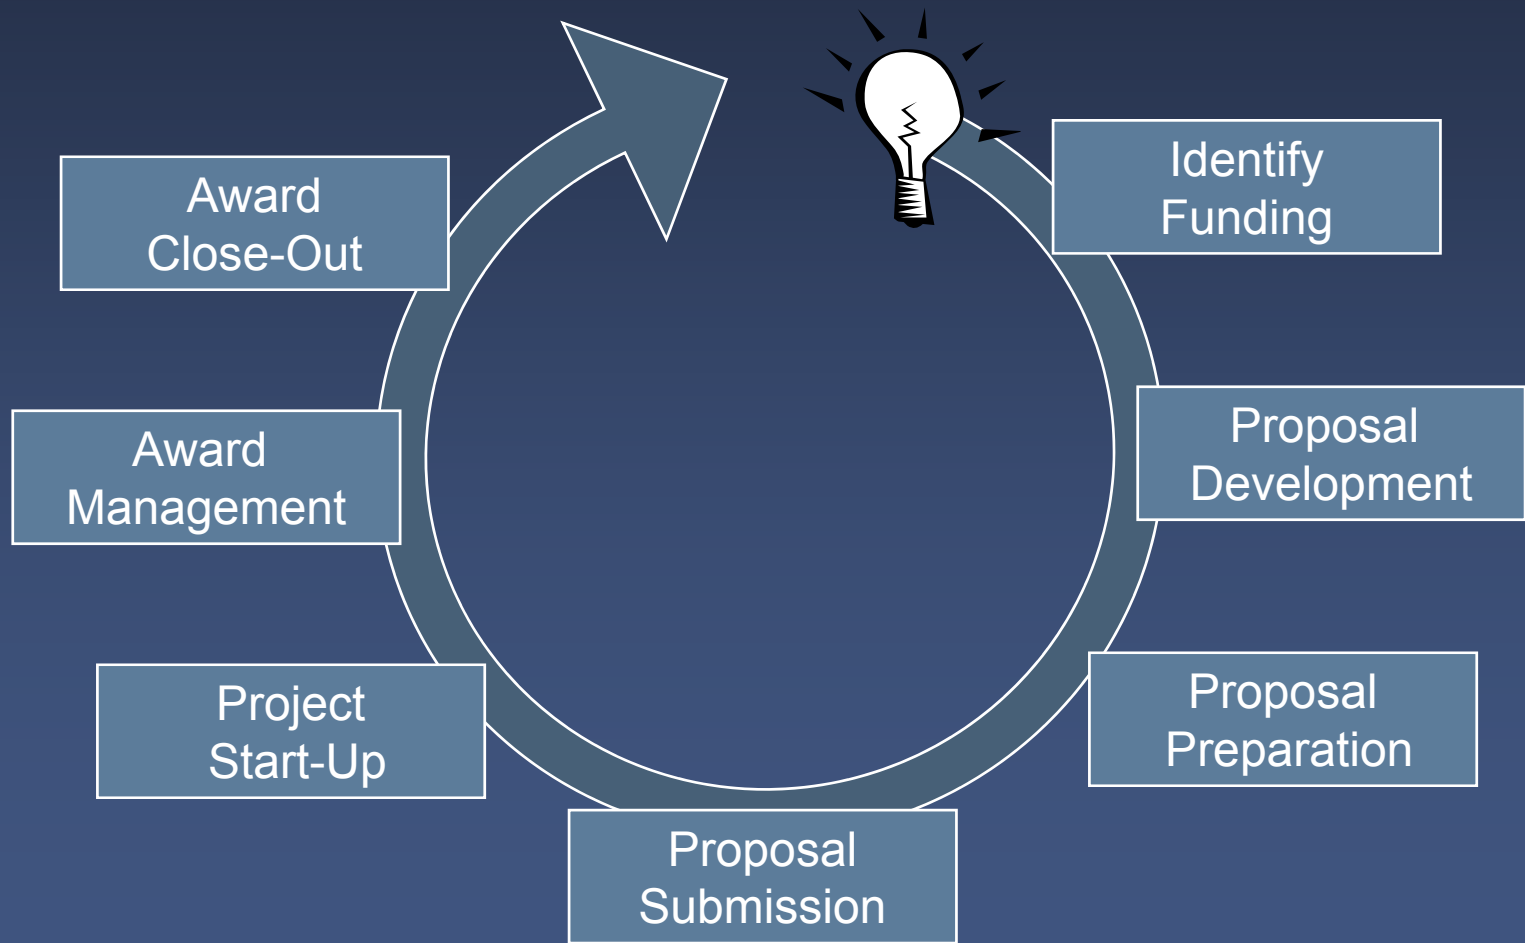 Identify
Funding
Proposal
Development
Proposal
Preparation
Proposal
Submission
Project
Start-Up
Award
Management
Award
Close-Out